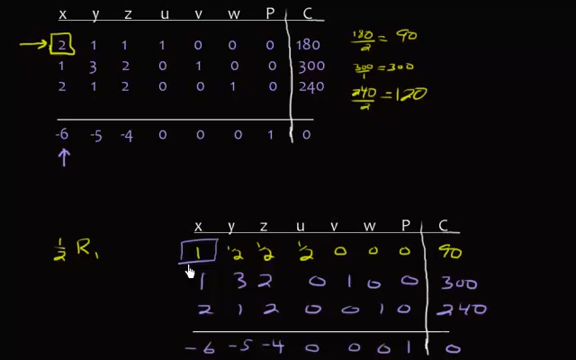 x y z u v w P C
2 1 1 1 0 0 0 180
1 3 2 0 1 0 0 300
2 1 2 0 0 1 0 240
-6 -5 -4 0 0 0 1 0
180/2 = 90
300/1 = 300
240/2 = 120
x y z u v w P C
1/2 R₁ 1 1/2 1/2 1/2 0 0 0 90
1 3 2 0 1 0 0 300
2 1 2 0 0 1 0 240
-6 -5 -4 0 0 0 1 0